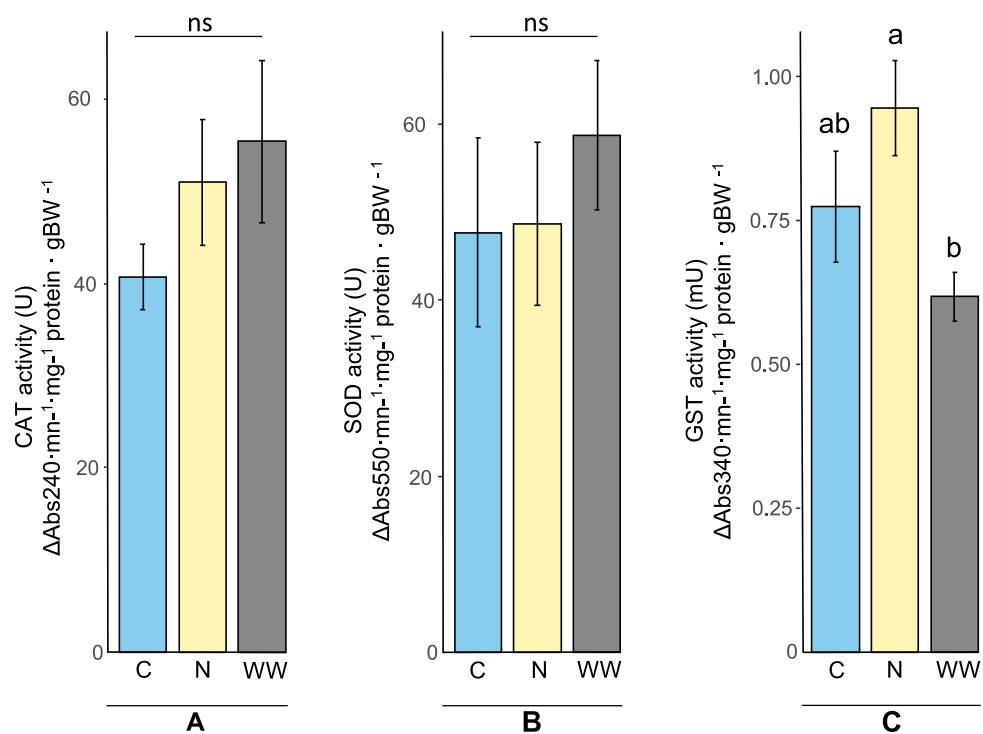 ns
60
40
20
0
CAT activity (U)
ΔAbs240·mn-¹·mg-¹ protein · gBW -¹
C N WW
A
ns
60
40
20
0
SOD activity (U)
ΔAbs550·mn-¹·mg-¹ protein · gBW -¹
C N WW
B
a
ab
b
1.00
0.75
0.50
0.25
0
GST activity (mU)
ΔAbs340·mn-¹·mg-¹ protein · gBW -¹
C N WW
C